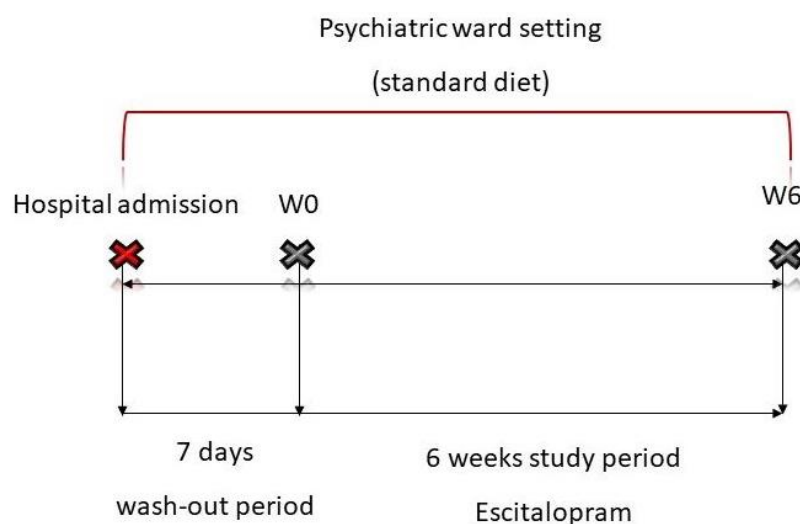 Psychiatric ward setting
(standard diet)
Hospital admission
W0
W6
7 days
wash-out period
6 weeks study period
Escitalopram